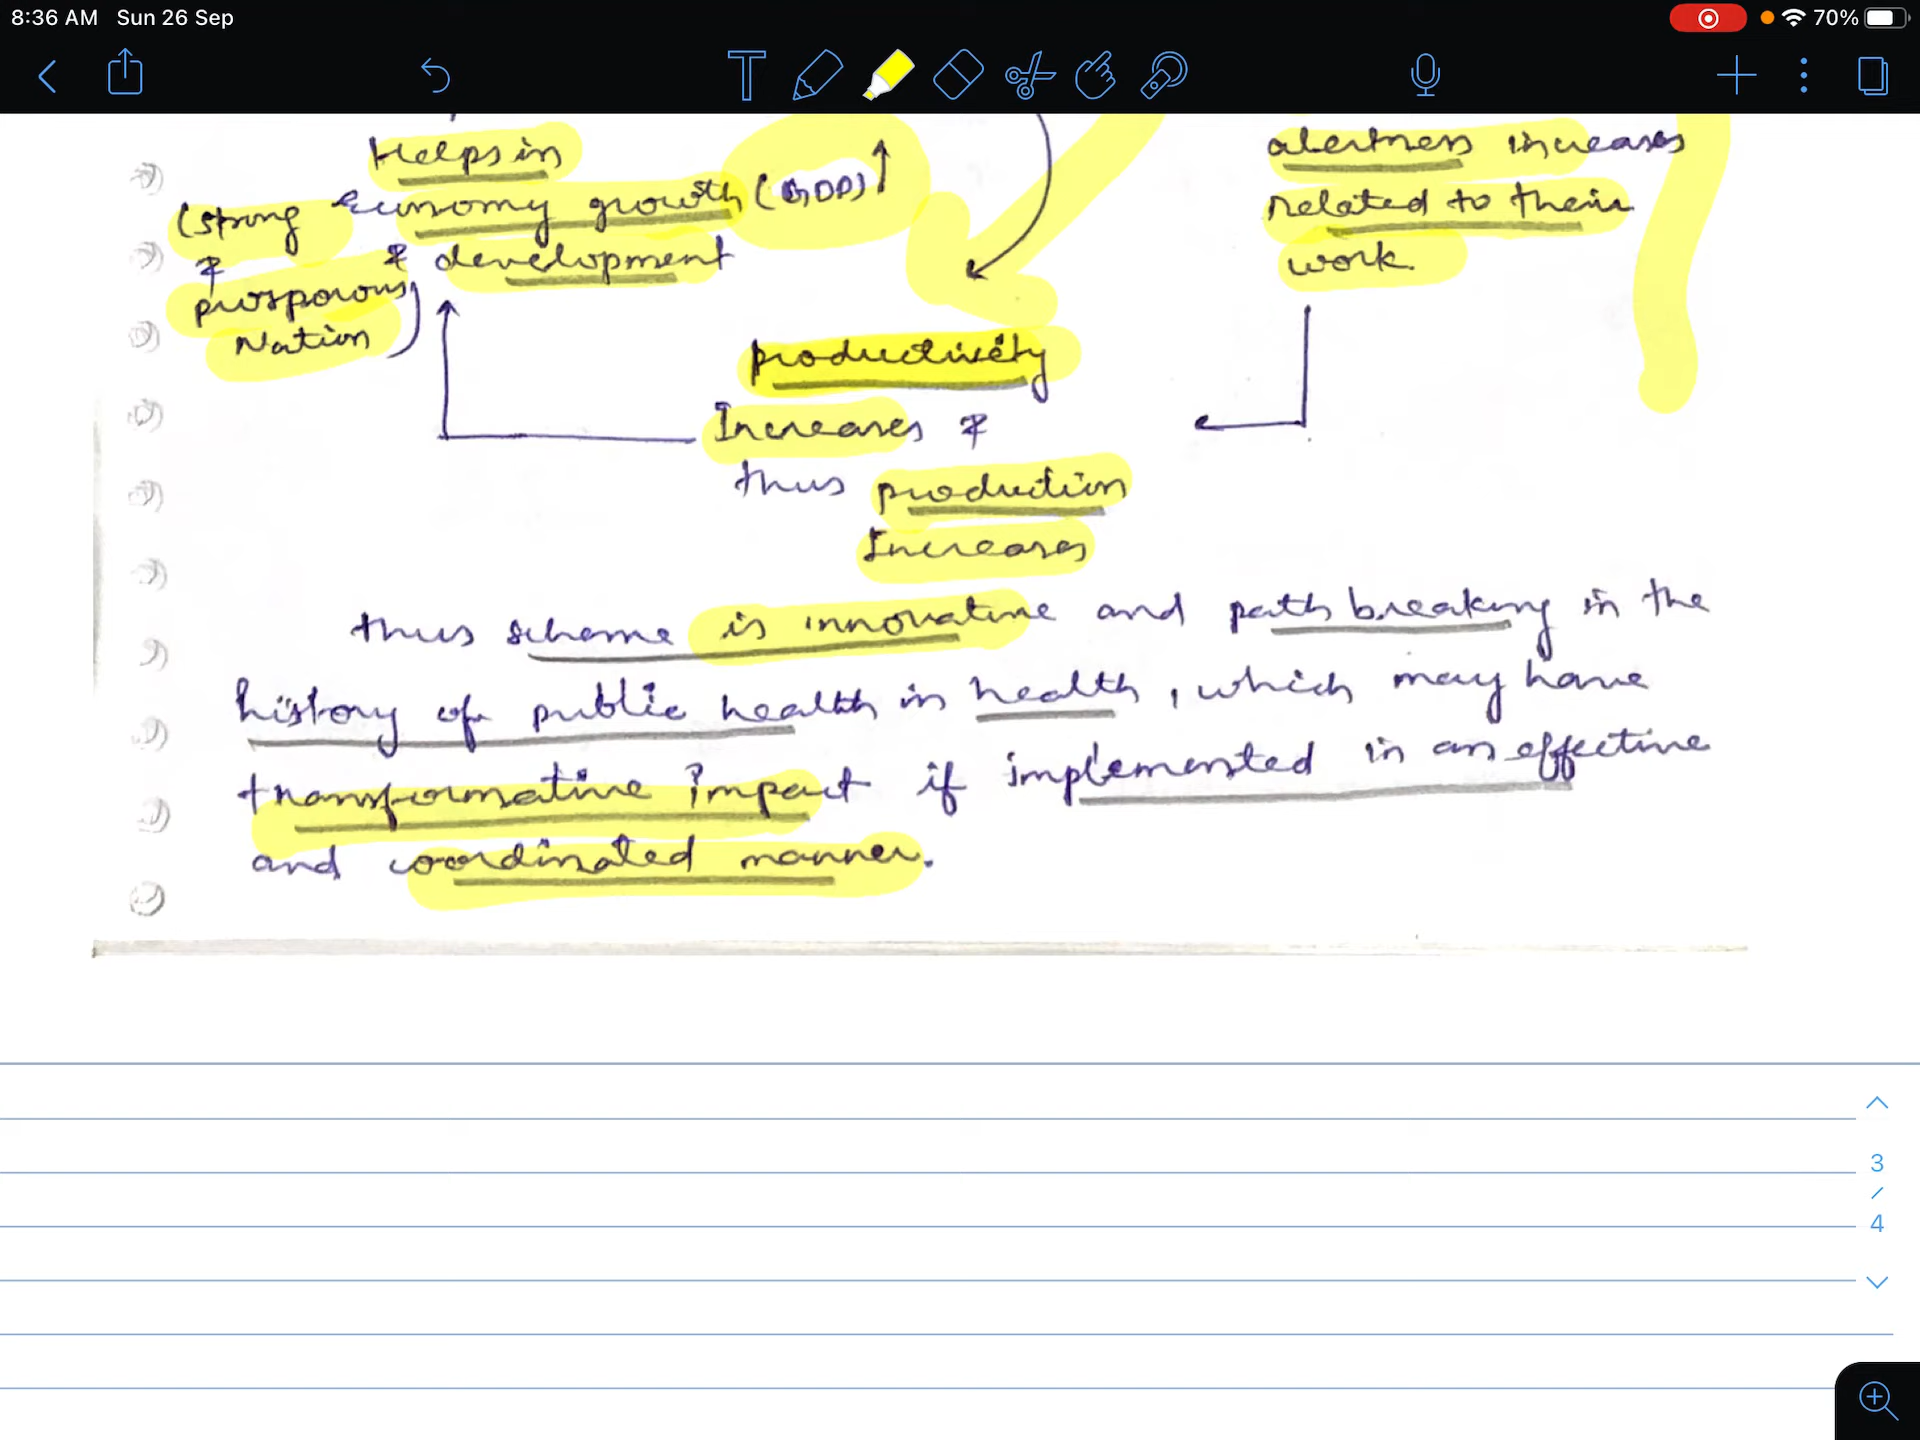 8:36 AM Sun 26 Sep
70%
T
Helps in
Economy growth (GDP)↑
& development
(strong
&
prosporous
Nation)
alertness increases
related to their
work.
productivity
Increases &
thus production
Increases
thus scheme is innovative and path breaking in the
history of public health in health, which may have
transformative impact if implemented in an effective
and coordinated manner.
3
/
4